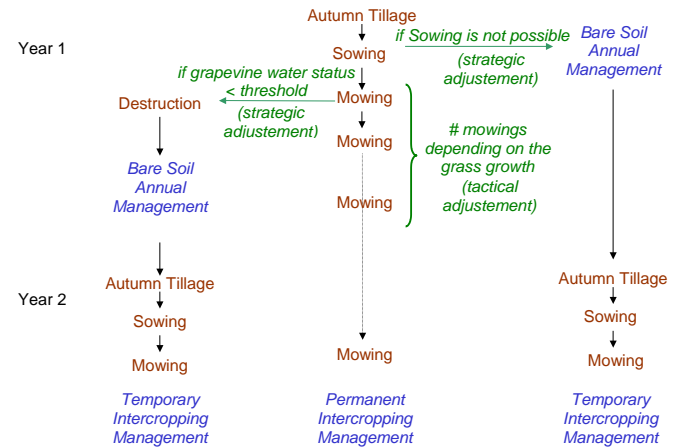 Autumn Tillage
Year 1
Sowing
if Sowing is not possible
(strategic
adjustement)
Bare Soil
Annual
Management
if grapevine water status
< threshold
(strategic
adjustement)
Destruction
Mowing
Mowing
Mowing
# mowings
depending on the
grass growth
(tactical
adjustement)
Bare Soil
Annual
Management
Year 2
Autumn Tillage
Sowing
Mowing
Mowing
Autumn Tillage
Sowing
Mowing
Temporary
Intercropping
Management
Permanent
Intercropping
Management
Temporary
Intercropping
Management